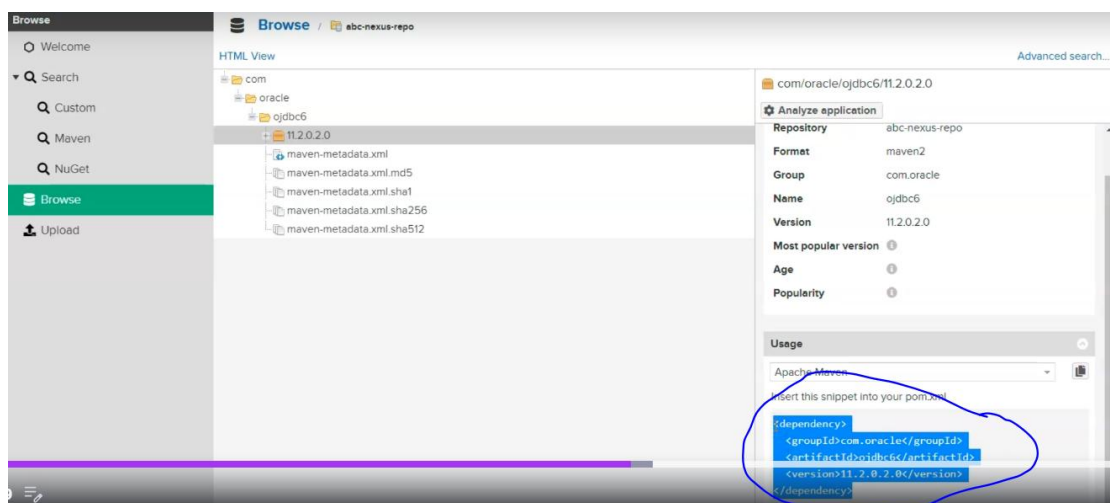 Browse
Welcome
Search
Custom
Maven
NuGet
Browse
Upload
Browse / abc-nexus-repo
HTML View
Advanced search...
com
oracle
ojdbc6
11.2.0.2.0
maven-metadata.xml
maven-metadata.xml.md5
maven-metadata.xml.sha1
maven-metadata.xml.sha256
maven-metadata.xml.sha512
com/oracle/ojdbc6/11.2.0.2.0
Analyze application
Repository abc-nexus-repo
Format maven2
Group com.oracle
Name ojdbc6
Version 11.2.0.2.0
Most popular version
Age
Popularity
Usage
Apache Maven
Insert this snippet into your pom.xml
<dependency>
<groupId>com.oracle</groupId>
<artifactId>ojdbc6</artifactId>
<version>11.2.0.2.0</version>
</dependency>